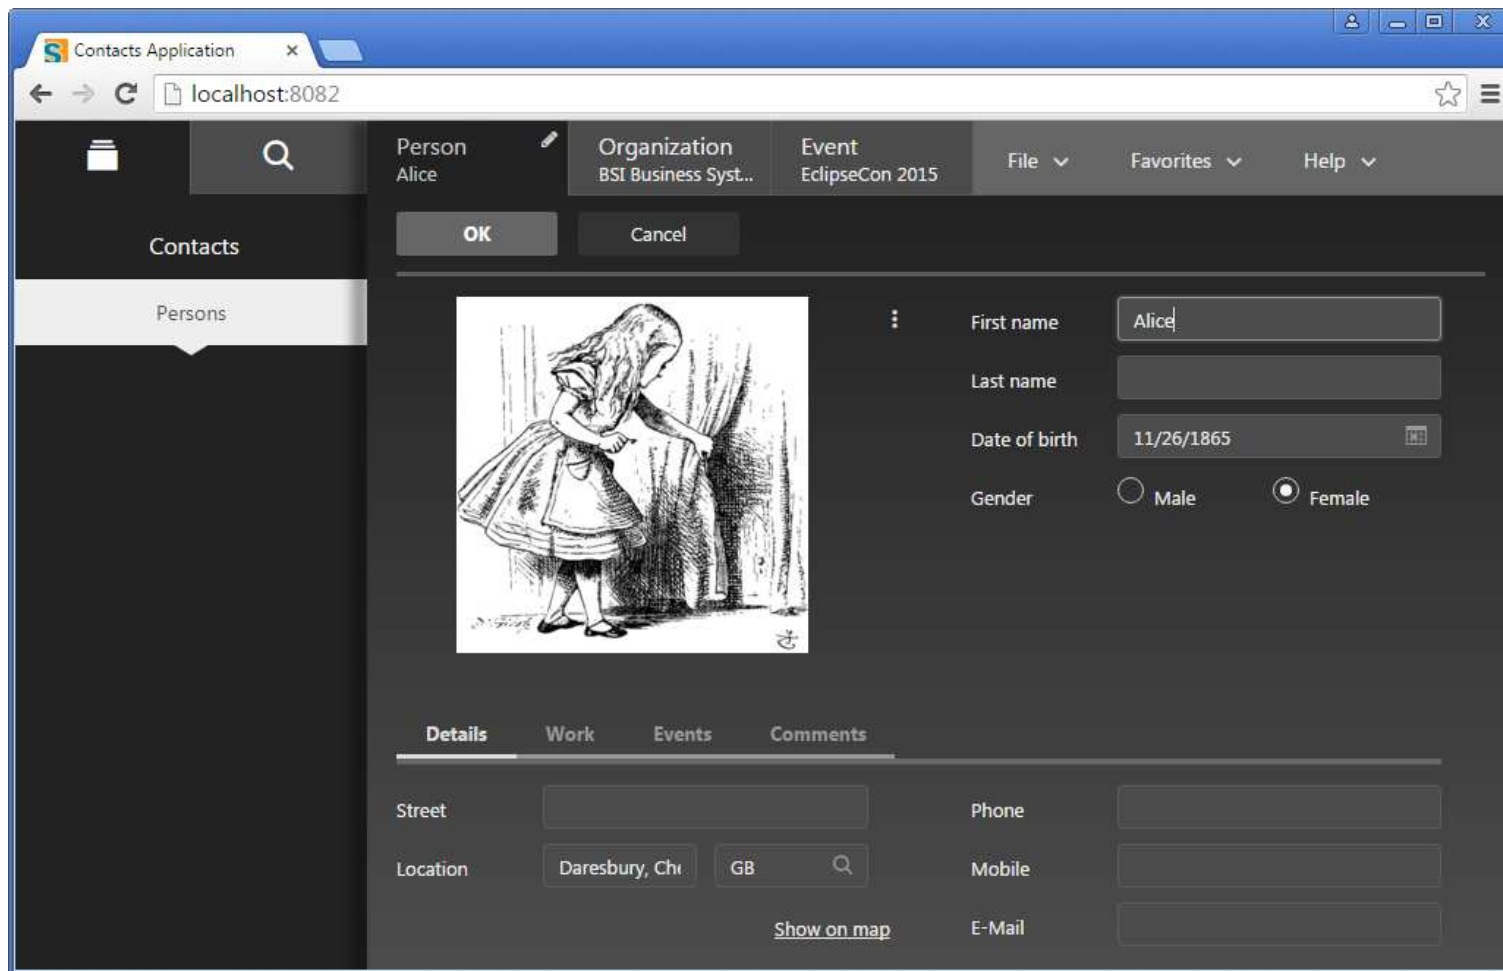 Contacts Application
localhost:8082
Person
Alice
Organization
BSI Business Syst...
Event
EclipseCon 2015
File
Favorites
Help
Contacts
OK
Cancel
Persons
First name
Alice
Last name
Date of birth
11/26/1865
Gender
Male
Female
Details
Work
Events
Comments
Street
Phone
Location
Daresbury, Che
GB
Mobile
Show on map
E-Mail